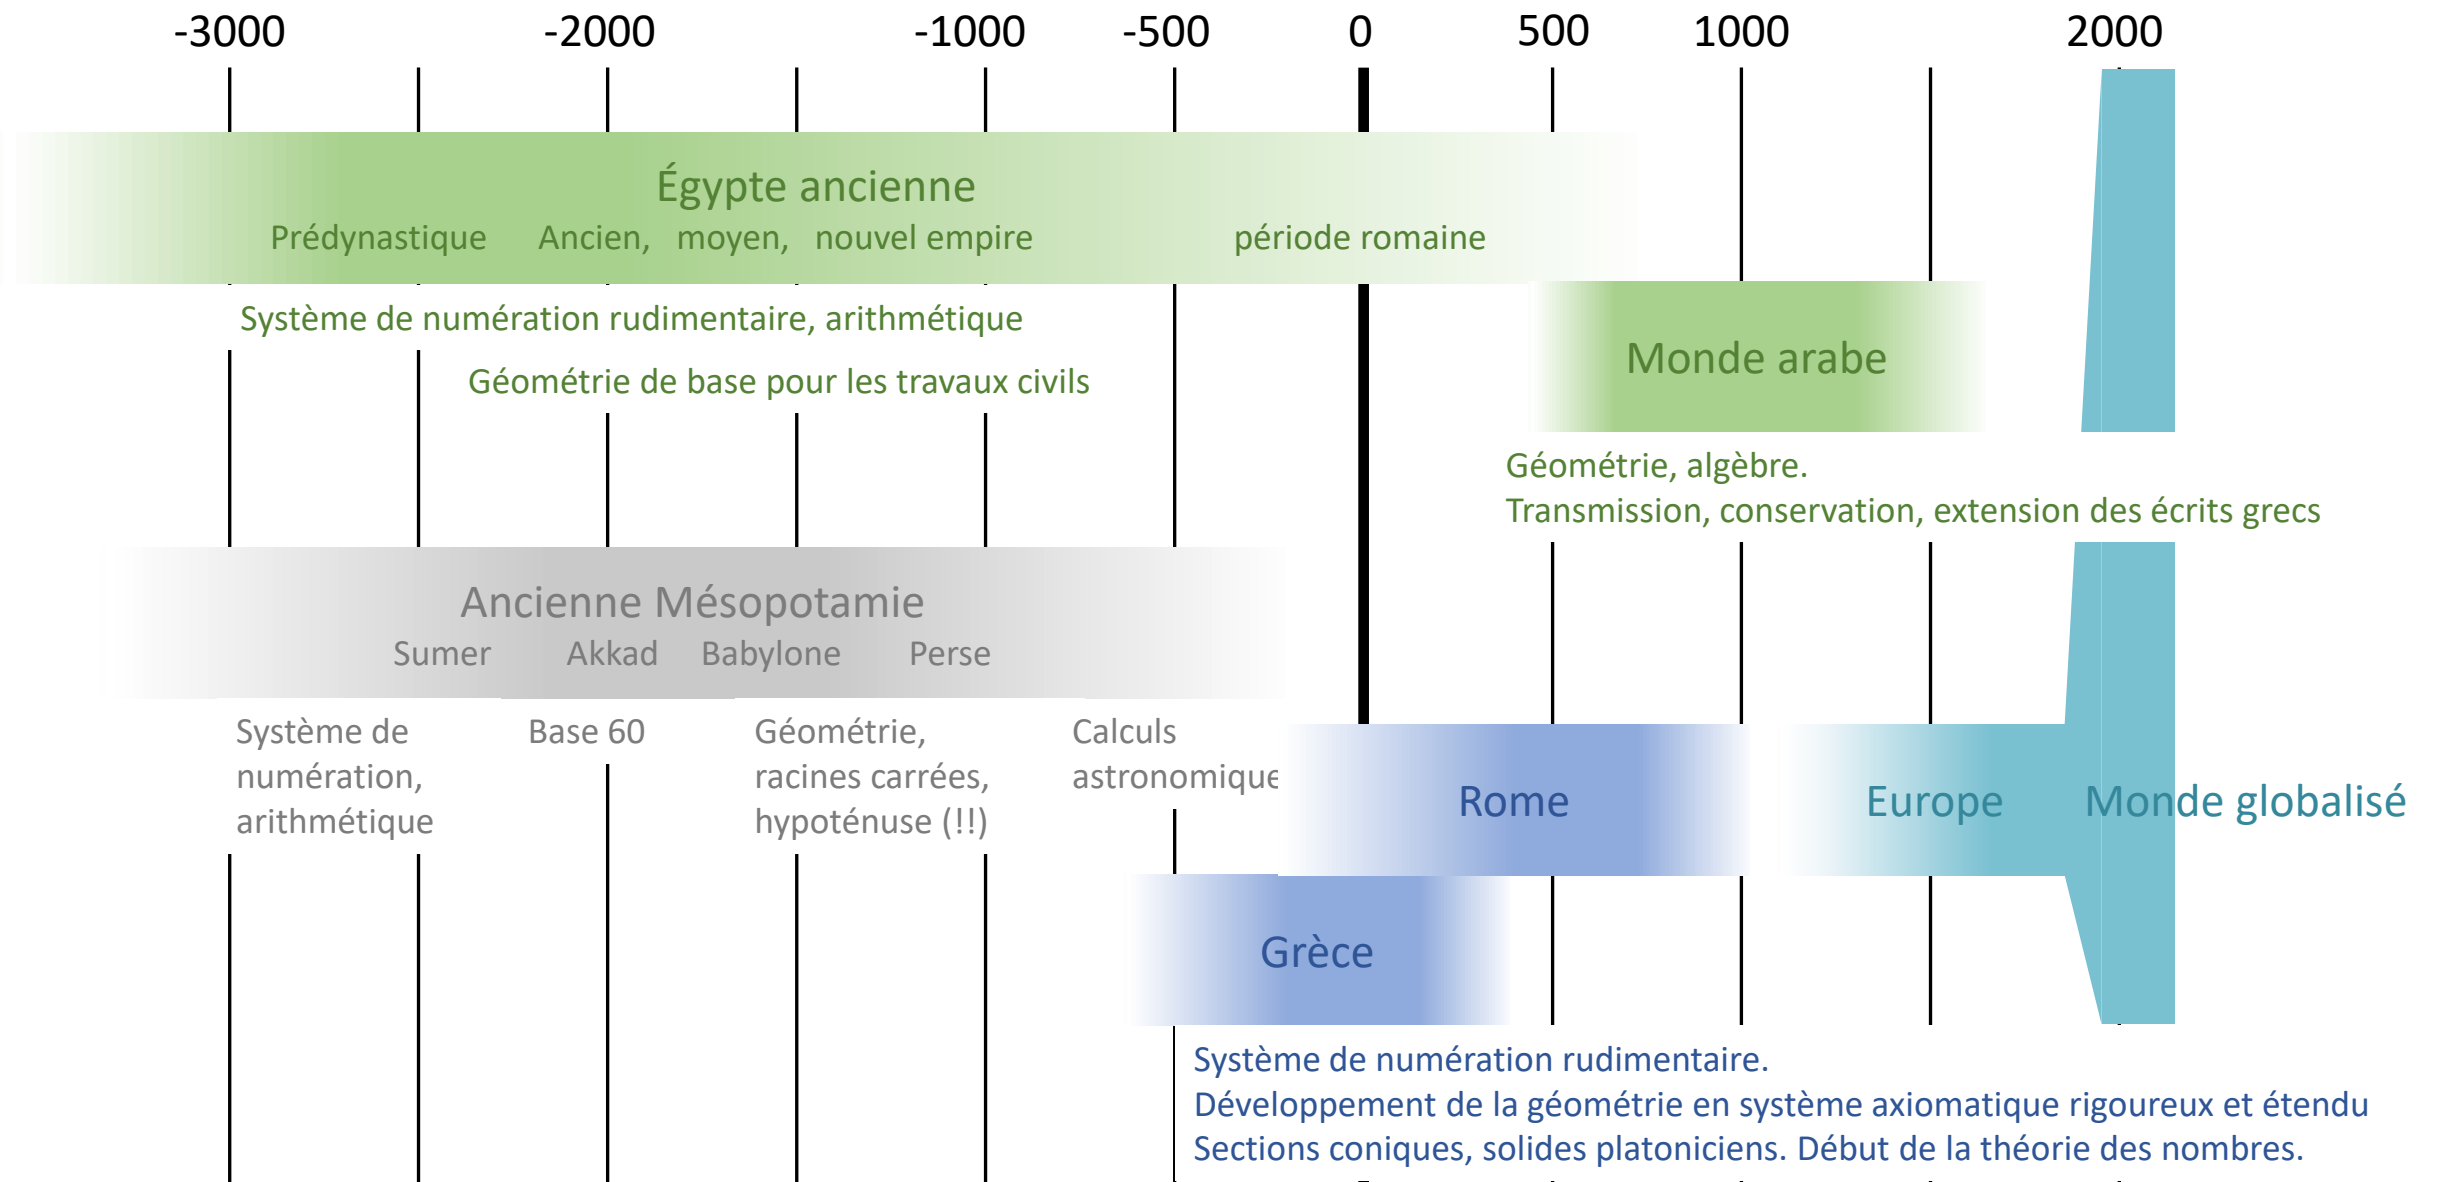 -3000 -2000 -1000 -500 0 500 1000 2000
Égypte ancienne
Prédynastique Ancien, moyen, nouvel empire période romaine
Système de numération rudimentaire, arithmétique
Géométrie de base pour les travaux civils
Monde arabe
Géométrie, algèbre.
Transmission, conservation, extension des écrits grecs
Ancienne Mésopotamie
Sumer Akkad Babylone Perse
Système de
numération,
arithmétique
Base 60
Géométrie,
racines carrées,
hypoténuse (!!)
Calculs
astronomique
Rome
Europe
Monde globalisé
Grèce
Système de numération rudimentaire.
Développement de la géométrie en système axiomatique rigoureux et étendu
Sections coniques, solides platoniciens. Début de la théorie des nombres.